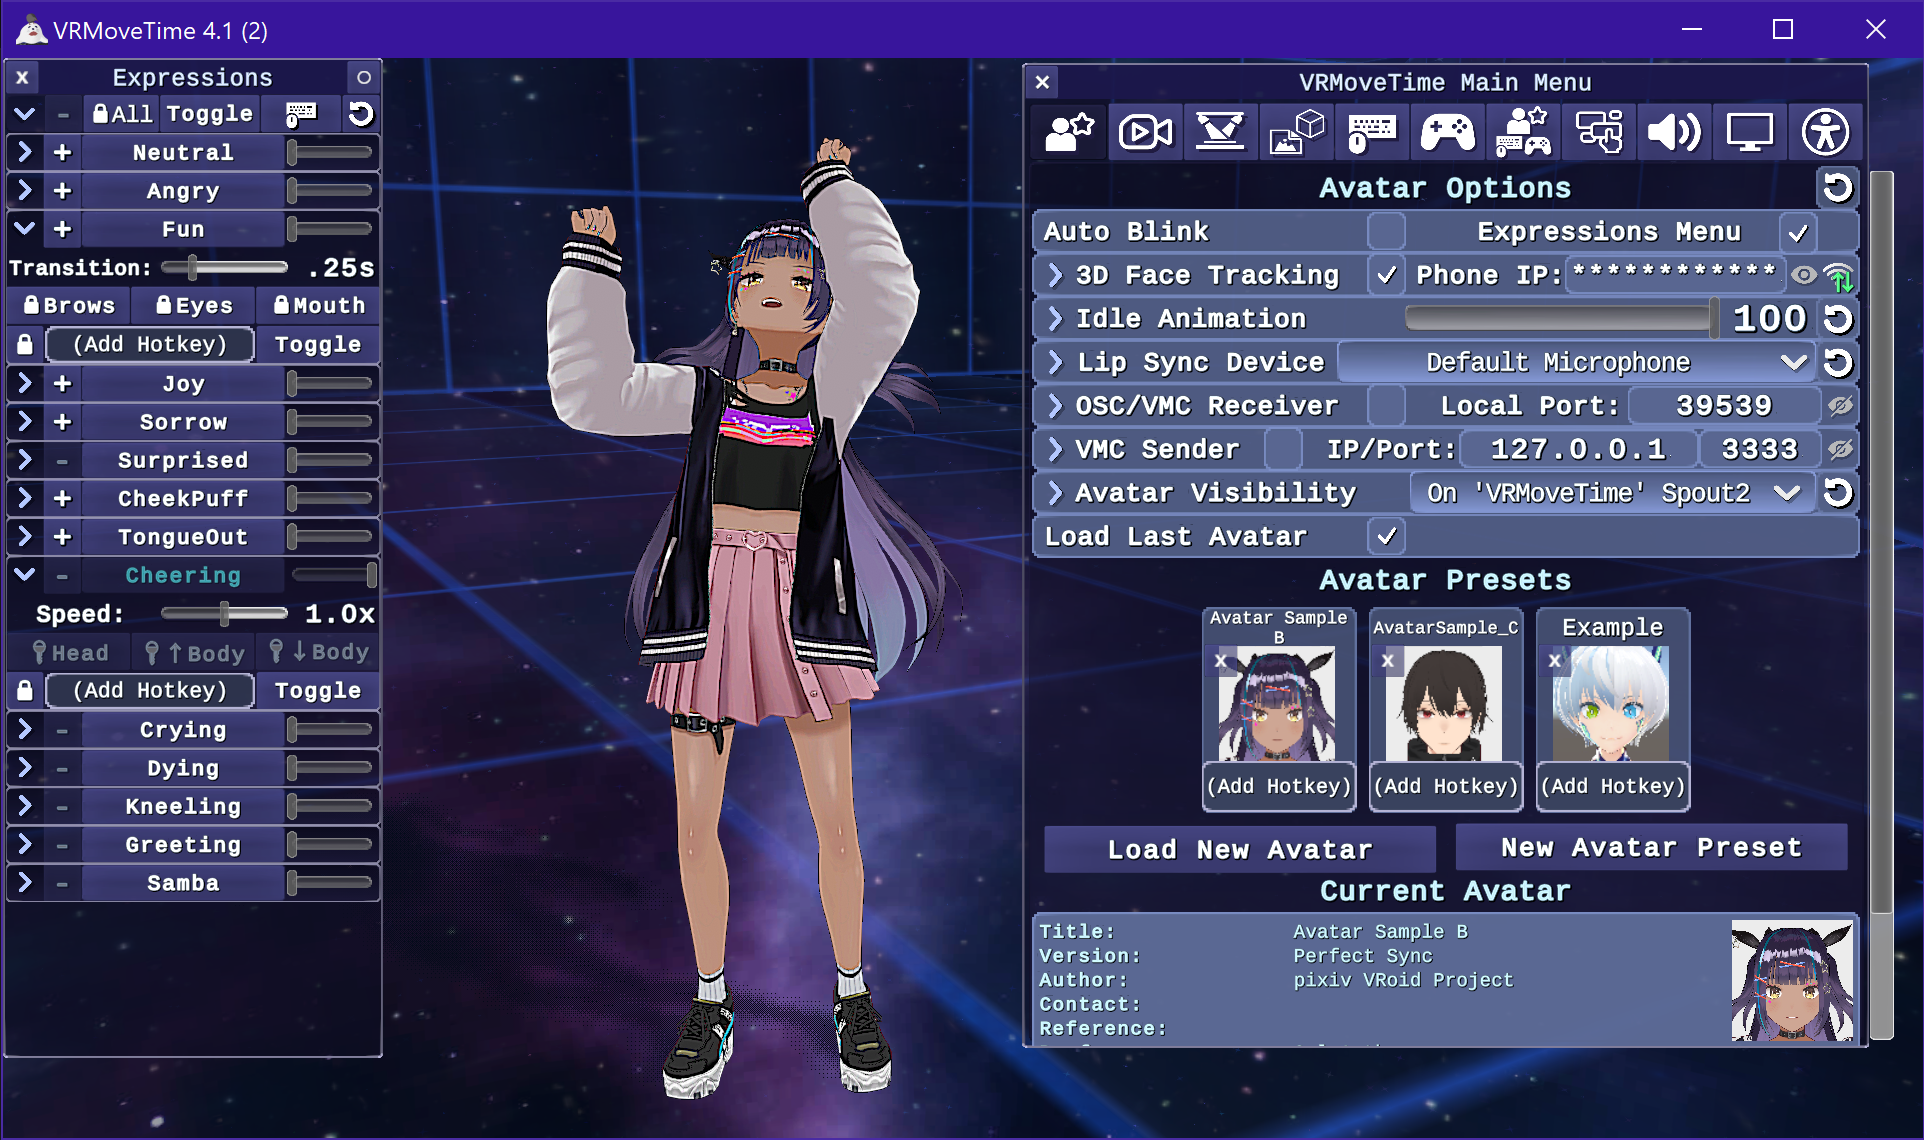 VRMoveTime 4.1 (2)
x Expressions
- All Toggle
+ Neutral
+ Angry
+ Fun
Transition: .25s
Brows Eyes Mouth
(Add Hotkey) Toggle
+ Joy
+ Sorrow
- Surprised
+ CheekPuff
+ TongueOut
- Cheering
Speed: 1.0x
Head ↑Body ↓Body
(Add Hotkey) Toggle
- Crying
- Dying
- Kneeling
- Greeting
- Samba
x VRMoveTime Main Menu
Avatar Options
Auto Blink Expressions Menu
3D Face Tracking Phone IP: ************
Idle Animation 100
Lip Sync Device Default Microphone
OSC/VMC Receiver Local Port: 39539
VMC Sender IP/Port: 127.0.0.1 3333
Avatar Visibility On 'VRMoveTime' Spout2
Load Last Avatar
Avatar Presets
Avatar Sample
B
x
(Add Hotkey)
AvatarSample_C
x
(Add Hotkey)
Example
x
(Add Hotkey)
Load New Avatar New Avatar Preset
Current Avatar
Title: Avatar Sample B
Version: Perfect Sync
Author: pixiv VRoid Project
Contact:
Reference: